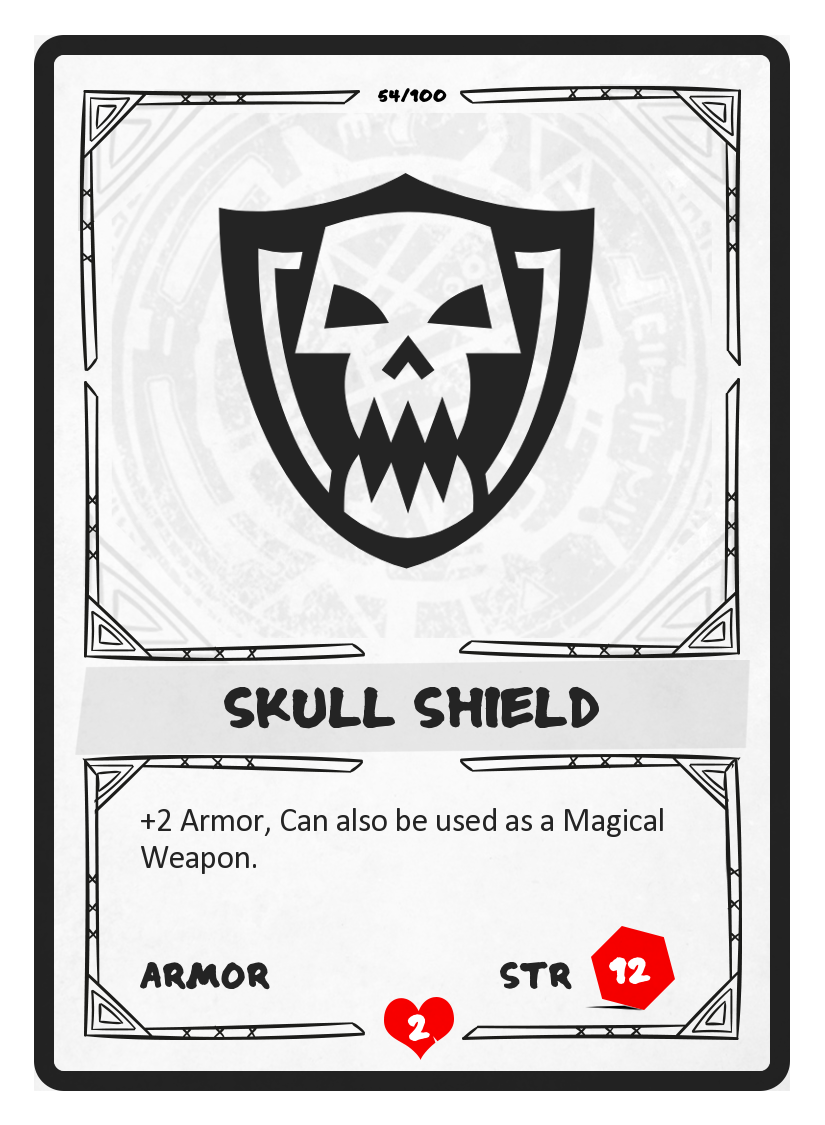 54/100
SKULL SHIELD
+2 Armor, Can also be used as a Magical
Weapon.
ARMOR
STR 12
2